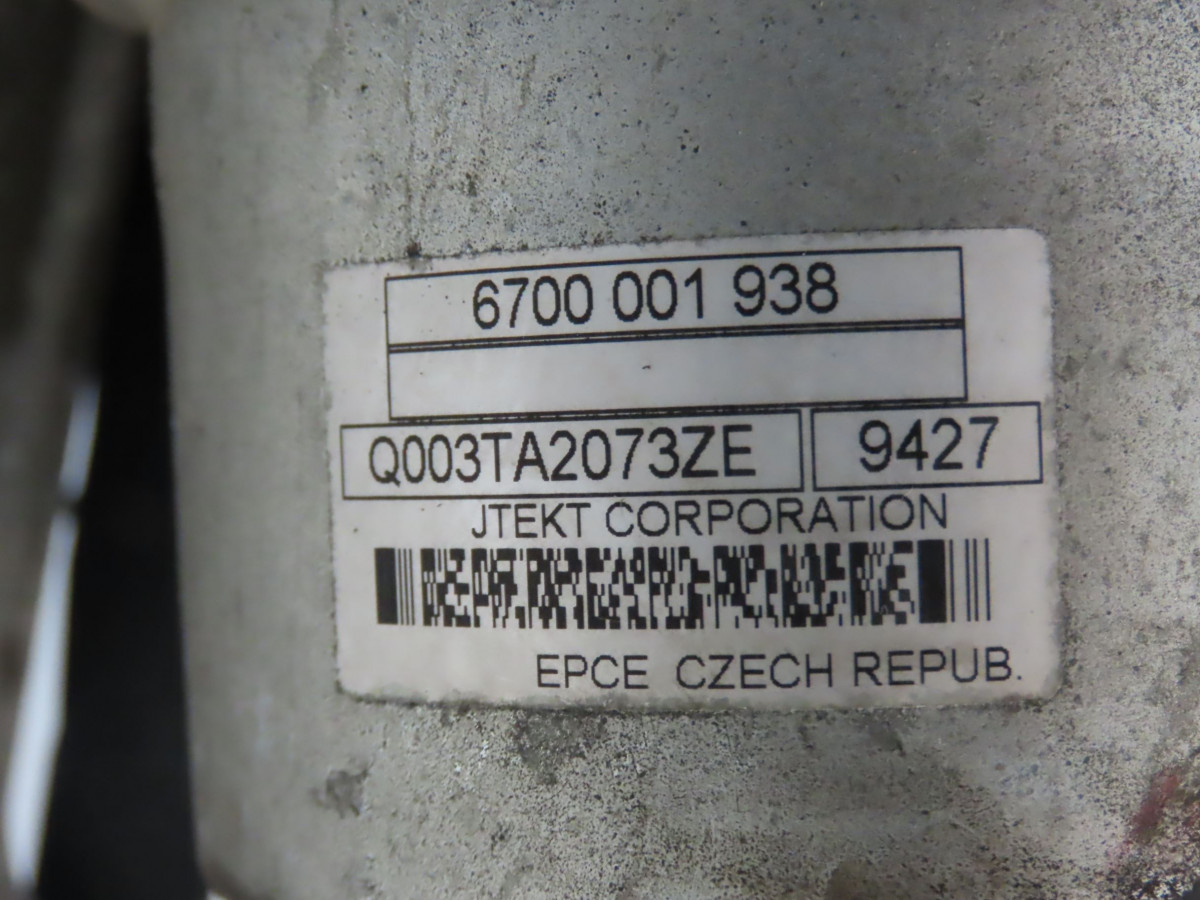 6700 001 938
Q003TA2073ZE 9427
JTEKT CORPORATION
EPCE CZECH REPUB.